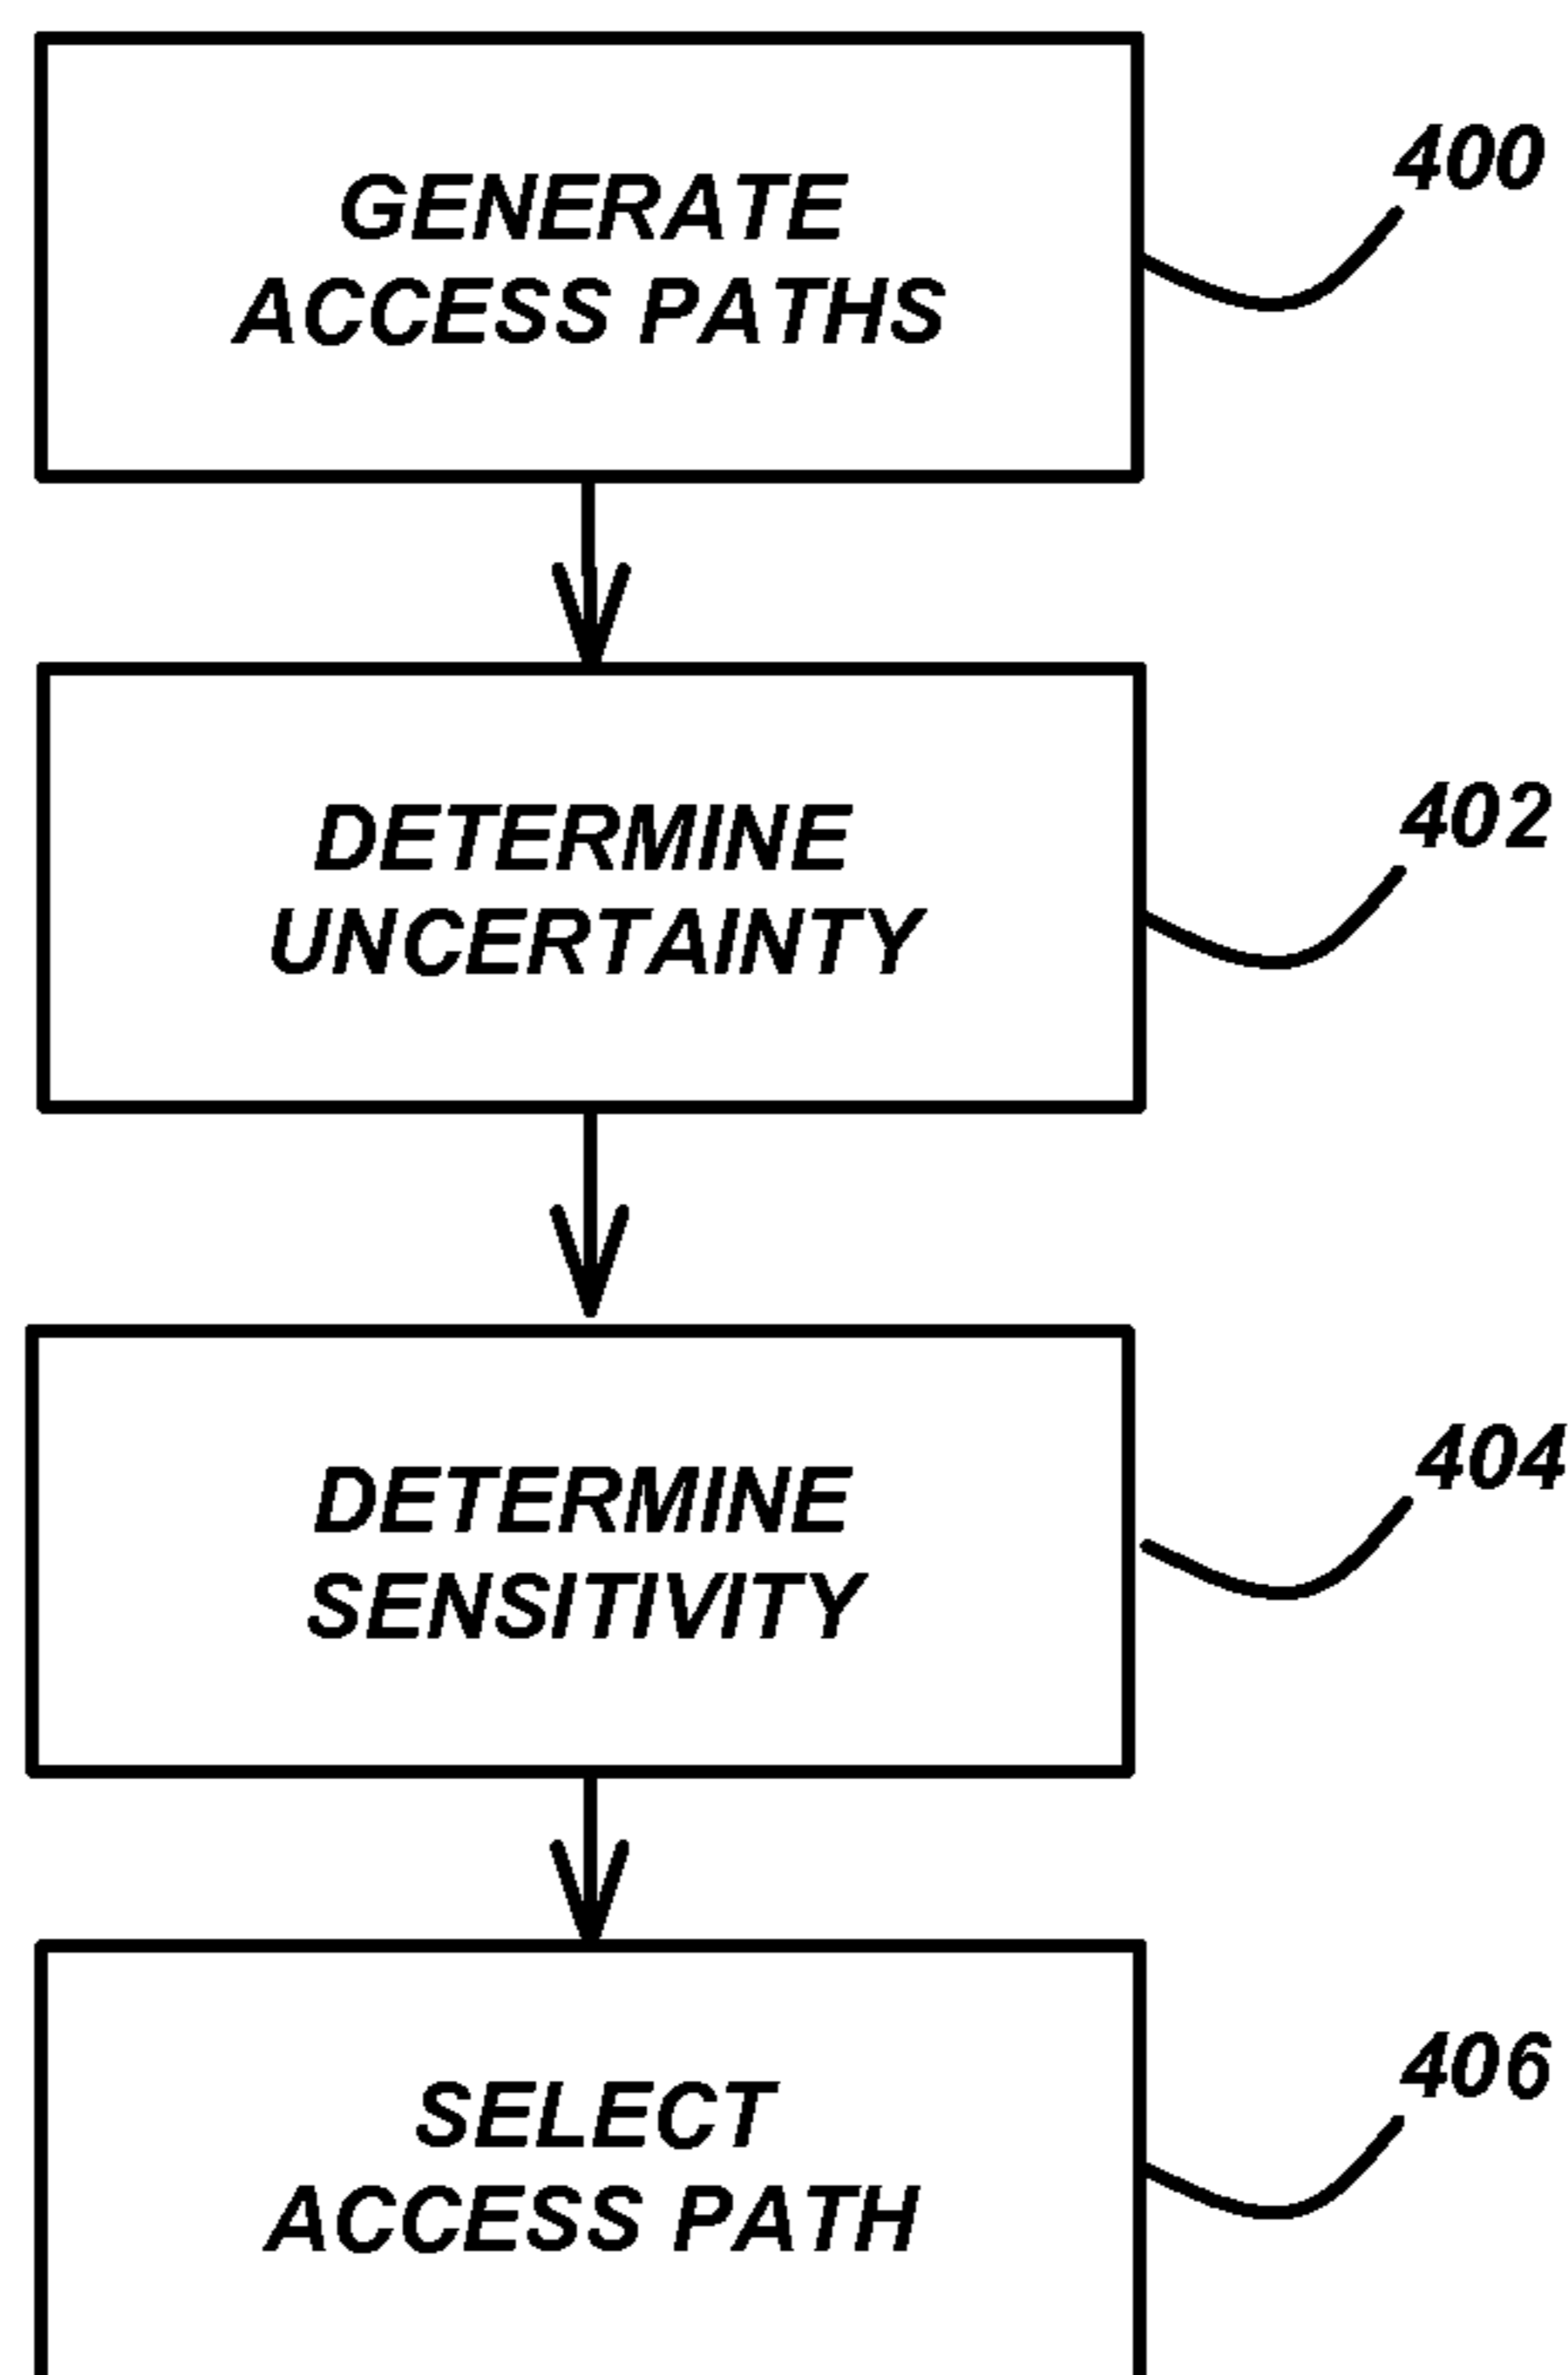 GENERATE
ACCESS PATHS
400
DETERMINE
UNCERTAINTY
402
DETERMINE
SENSITIVITY
404
SELECT
ACCESS PATH
406